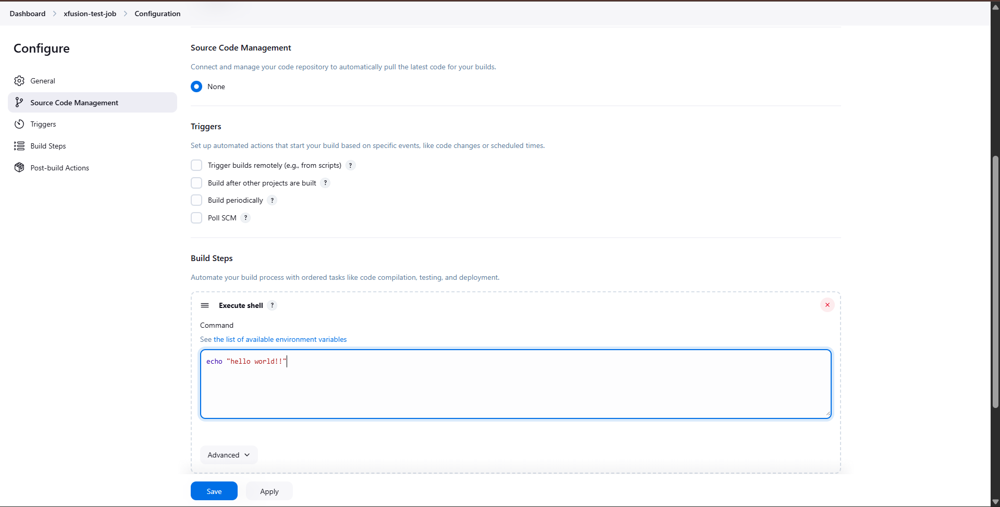 Dashboard > xfusion-test-job > Configuration
Configure
General
Source Code Management
Triggers
Build Steps
Post-build Actions
Source Code Management
Connect and manage your code repository to automatically pull the latest code for your builds.
None
Triggers
Set up automated actions that start your build based on specific events, like code changes or scheduled times.
Trigger builds remotely (e.g., from scripts) ?
Build after other projects are built ?
Build periodically ?
Poll SCM ?
Build Steps
Automate your build process with ordered tasks like code compilation, testing, and deployment.
Execute shell ?
Command
See the list of available environment variables
echo "hello world!!"
Advanced
Save
Apply